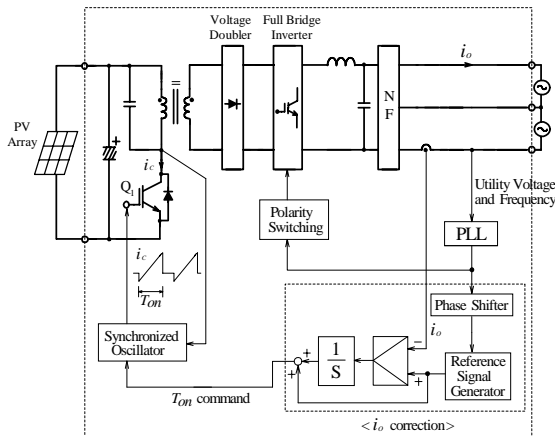 Voltage
Doubler
Full Bridge
Inverter
i_o
PV
Array
+
=
N
F
i_c
Q_1
Utility Voltage
and Frequency
Polarity
Switching
PLL
i_c
T_on
Phase Shifter
i_o
Synchronized
Oscillator
+
+
1
S
−
+
Reference
Signal
Generator
T_on command
<i_o correction>